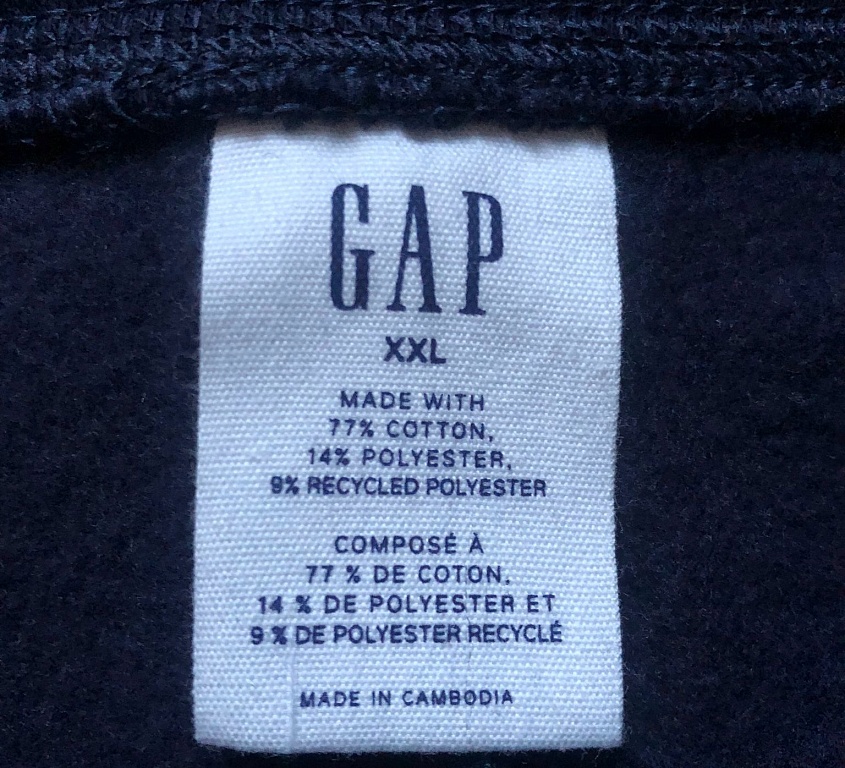 GAP
XXL
MADE WITH
77% COTTON,
14% POLYESTER,
9% RECYCLED POLYESTER
COMPOSÉ À
77 % DE COTON,
14 % DE POLYESTER ET
9 % DE POLYESTER RECYCLÉ
MADE IN CAMBODIA